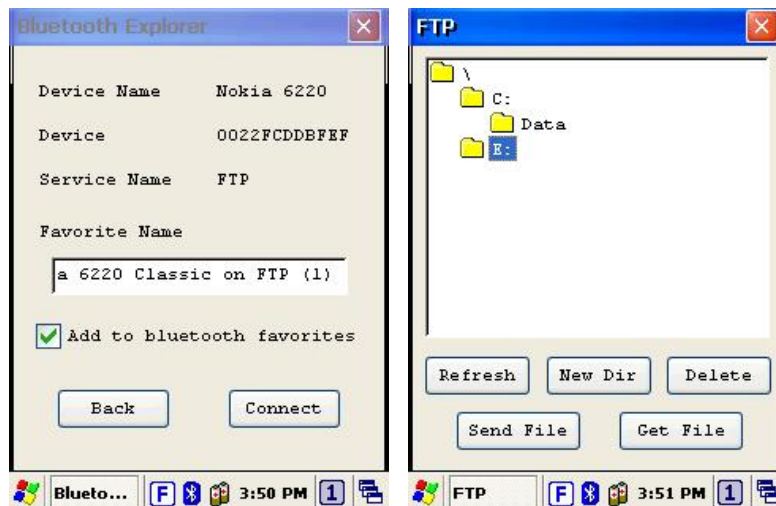 Bluetooth Explorer
Device Name Nokia 6220
Device 0022FCDDBFEF
Service Name FTP
Favorite Name
a 6220 Classic on FTP (1)
Add to bluetooth favorites
Back Connect
Blueto... F 3:50 PM 1
FTP
\
C:
Data
E:
Refresh New Dir Delete
Send File Get File
FTP F 3:51 PM 1